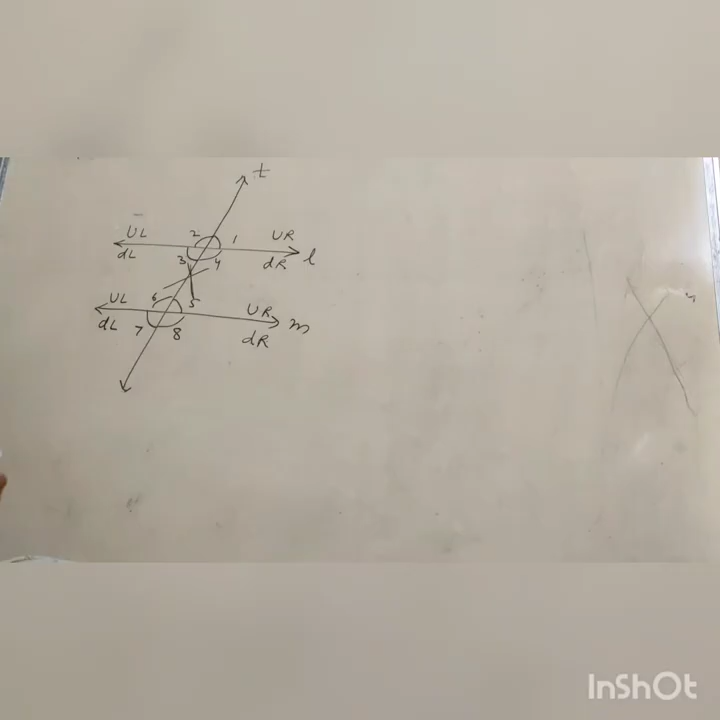 t
UL 2 1 UR
dL 3 4 dR l
UL 6 5 UR
dL 7 8 dR m
InShOt